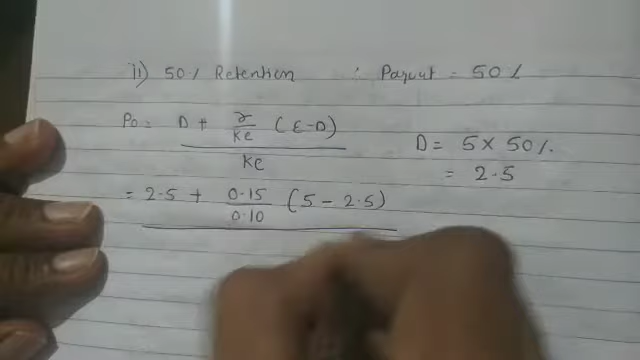 ii) 50% Retention ∴ Payout = 50%
P0 = D + r/Ke (E-D)
Ke
D = 5 × 50%.
= 2.5
= 2.5 + 0.15/0.10 (5 - 2.5)